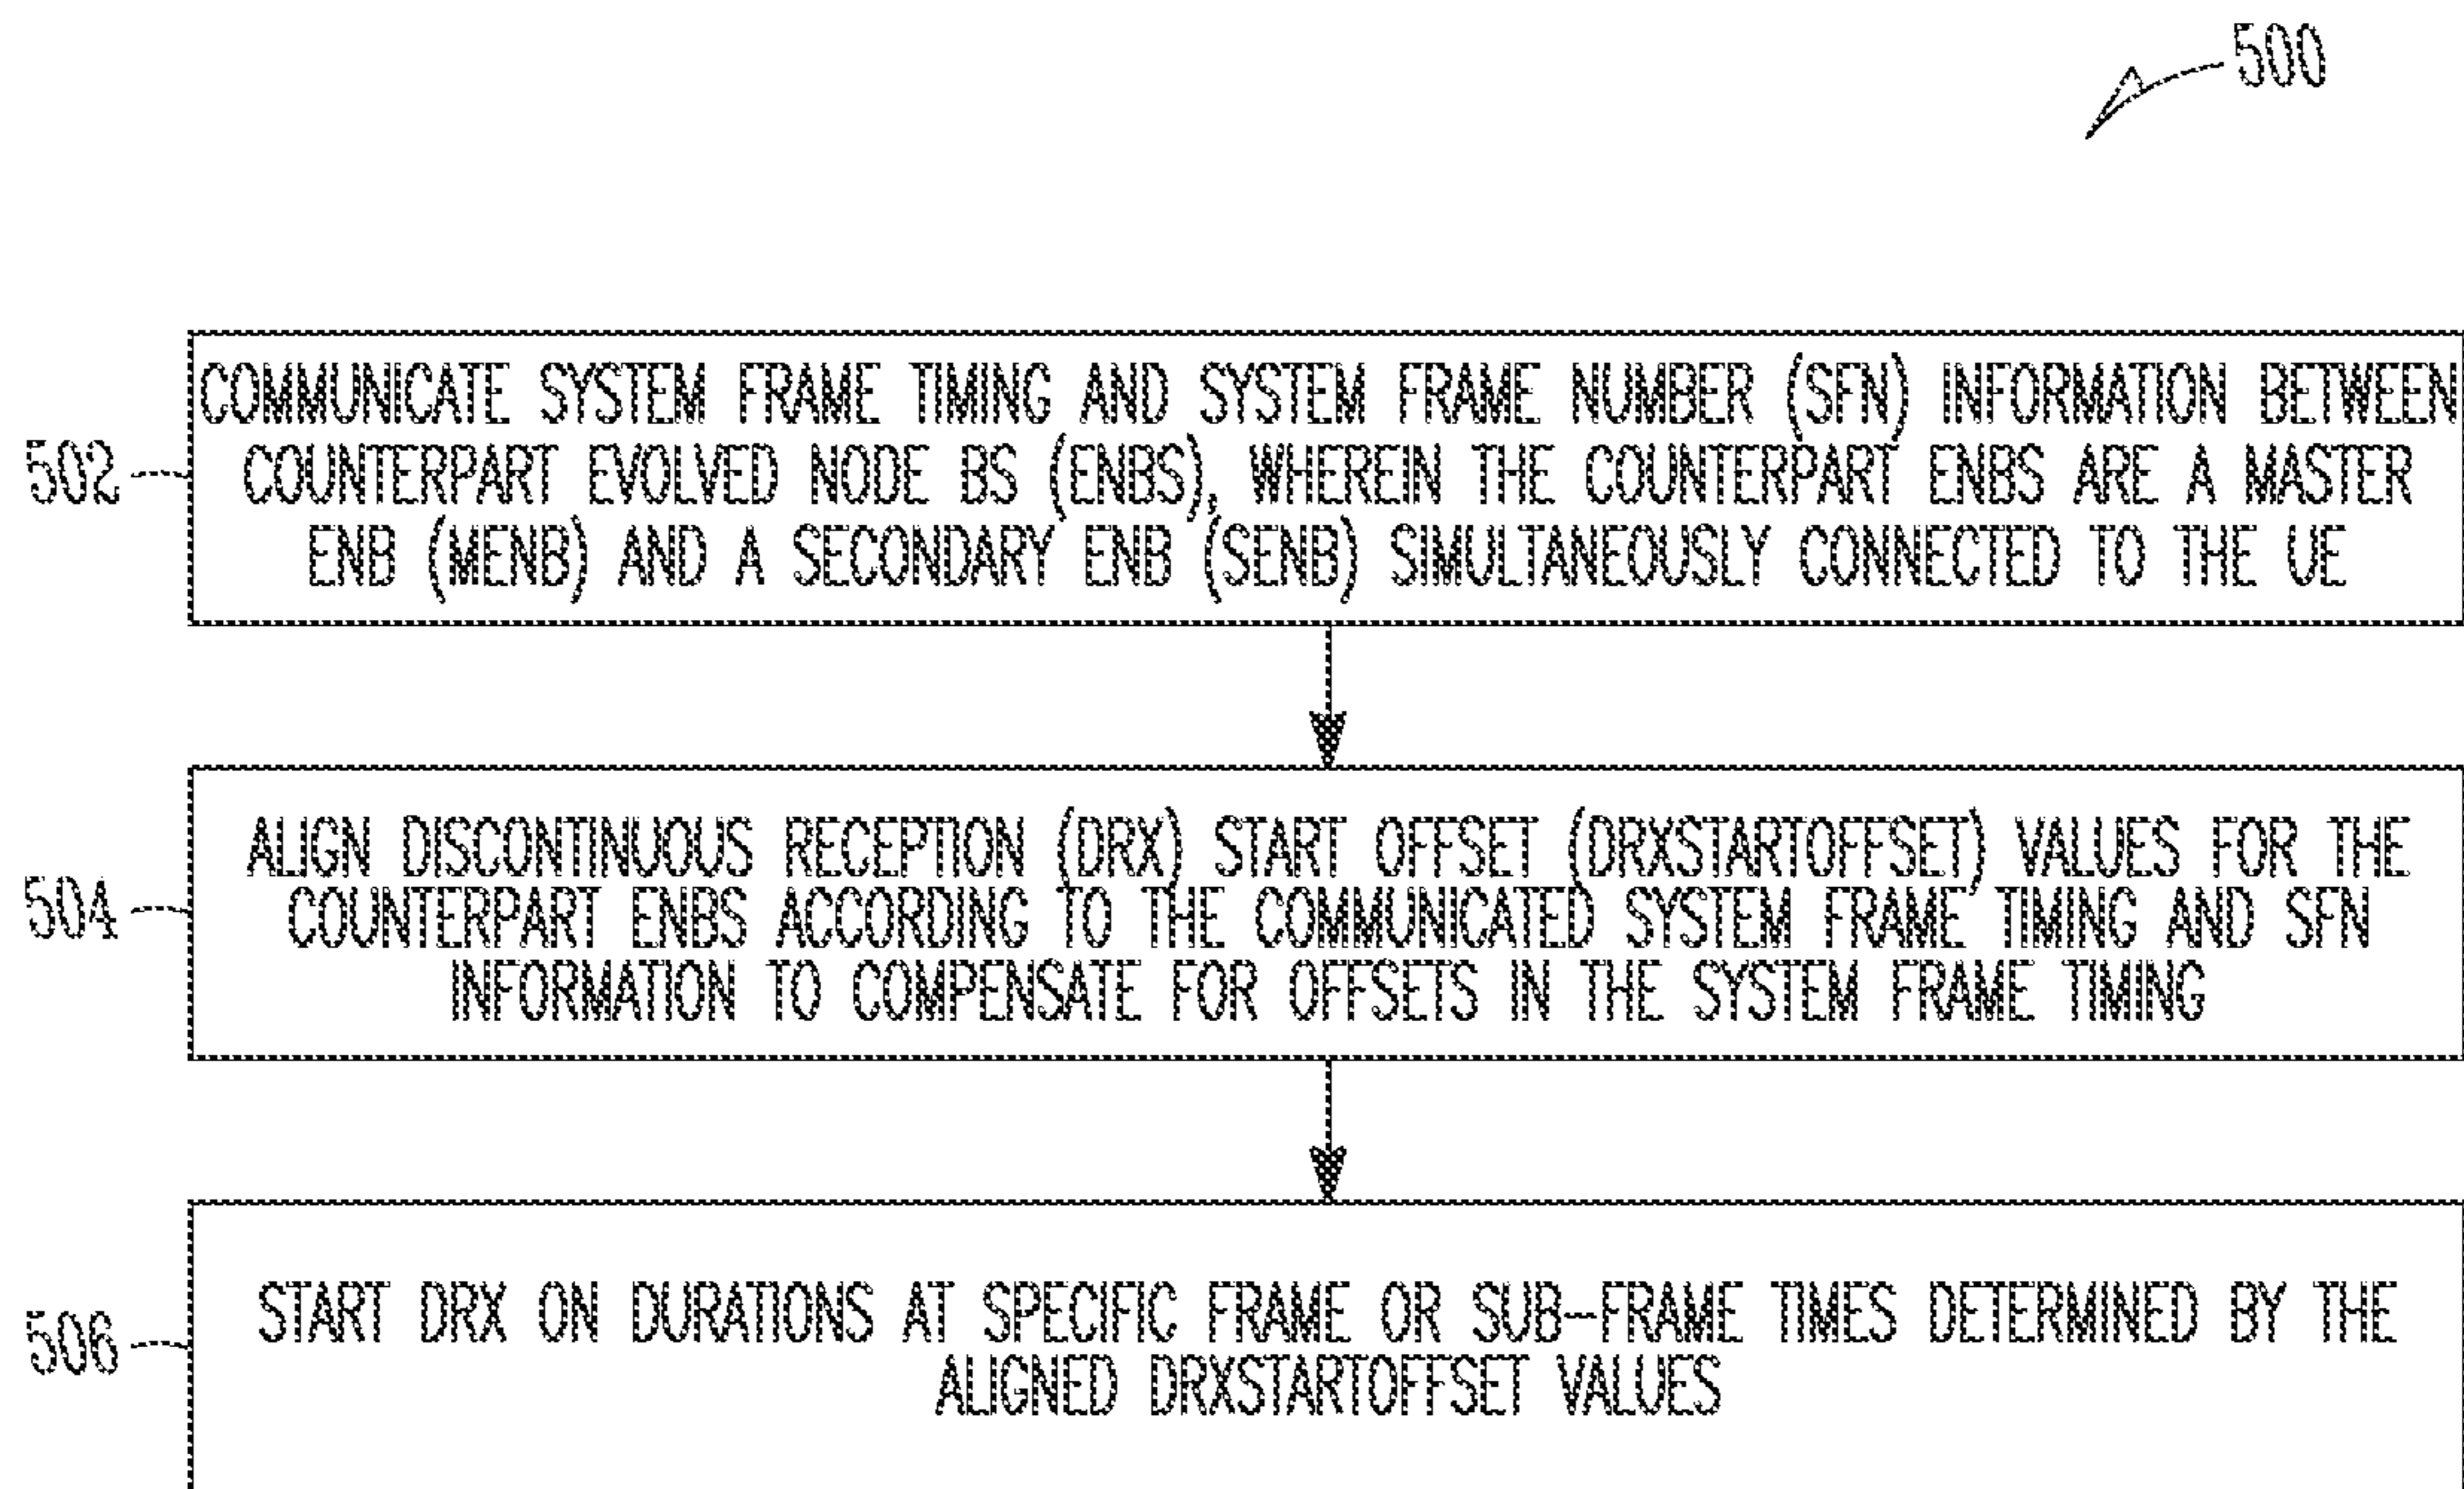 500
COMMUNICATE SYSTEM FRAME TIMING AND SYSTEM FRAME NUMBER (SFN) INFORMATION BETWEEN
COUNTERPART EVOLVED NODE BS (ENBS), WHEREIN THE COUNTERPART ENBS ARE A MASTER
ENB (MENB) AND A SECONDARY ENB (SENB) SIMULTANEOUSLY CONNECTED TO THE UE
502
ALIGN DISCONTINUOUS RECEPTION (DRX) START OFFSET (DRXSTARTOFFSET) VALUES FOR THE
COUNTERPART ENBS ACCORDING TO THE COMMUNICATED SYSTEM FRAME TIMING AND SFN
INFORMATION TO COMPENSATE FOR OFFSETS IN THE SYSTEM FRAME TIMING
504
START DRX ON DURATIONS AT SPECIFIC FRAME OR SUB-FRAME TIMES DETERMINED BY THE
ALIGNED DRXSTARTOFFSET VALUES
506